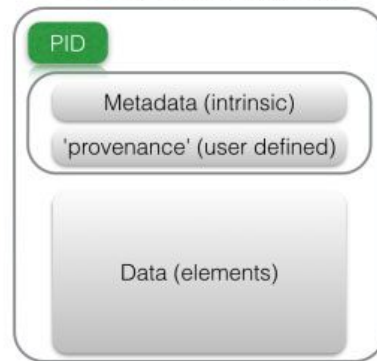 PID
Metadata (intrinsic)
'provenance' (user defined)
Data (elements)